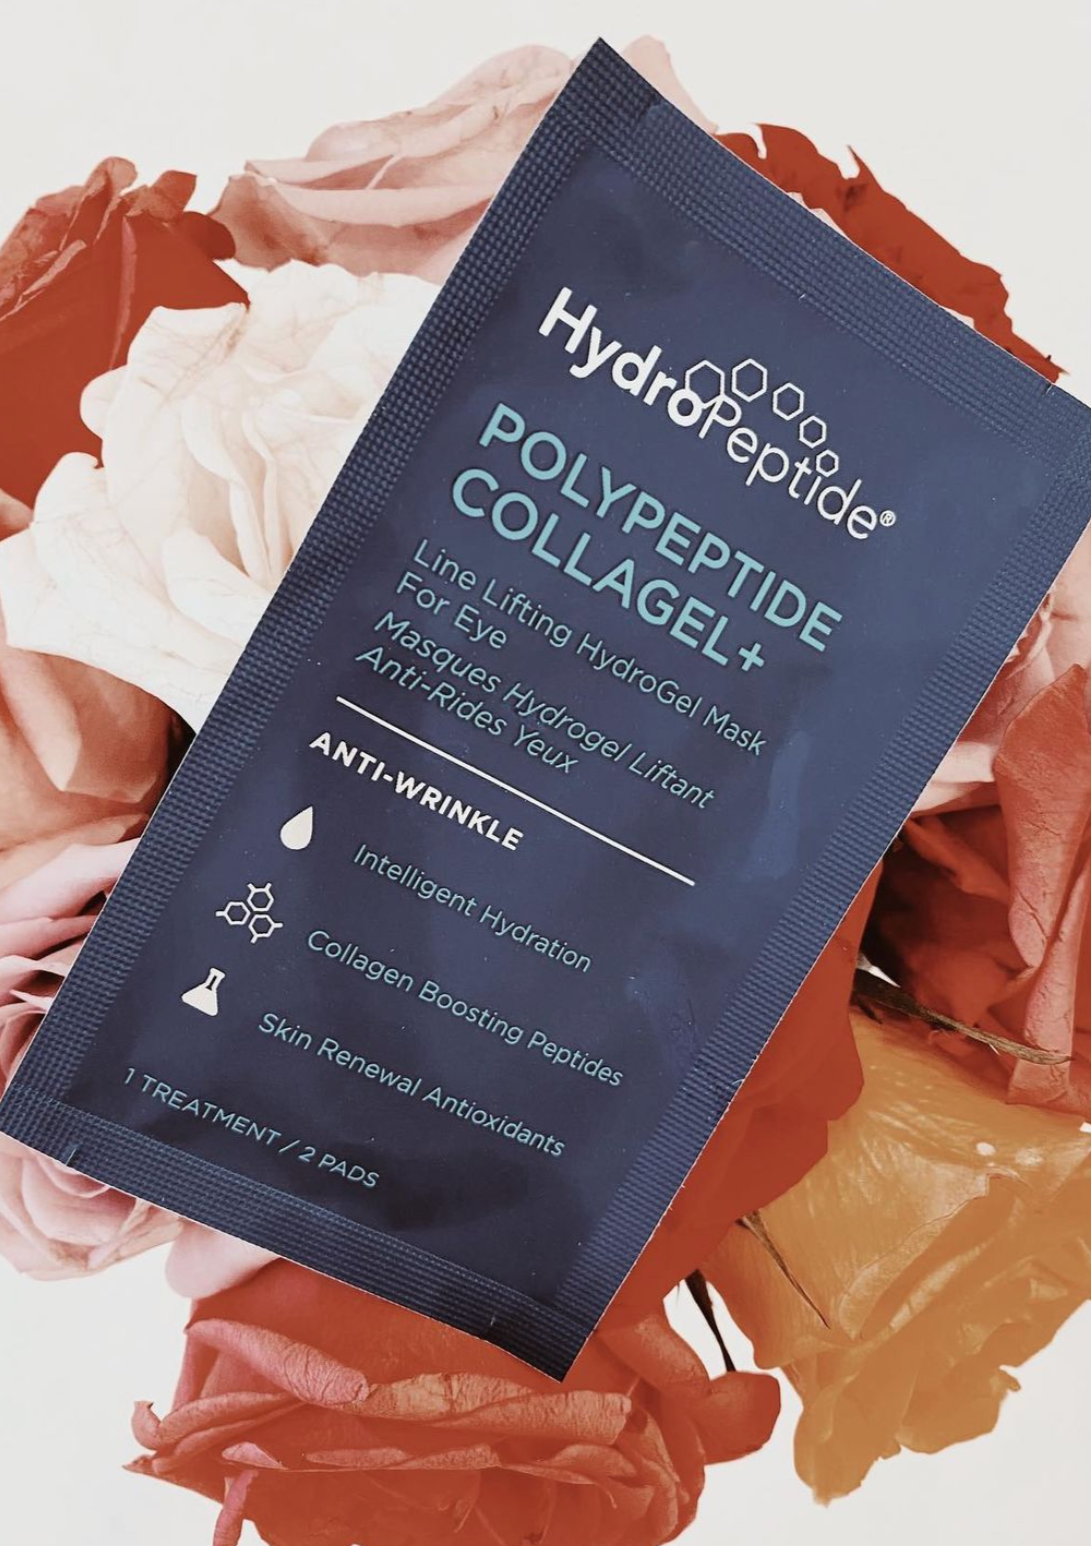 HydroPeptide®
POLYPEPTIDE
COLLAGEL+
Line Lifting HydroGel Mask
For Eye
Masques Hydrogel Liftant
Anti-Rides Yeux
ANTI-WRINKLE
Intelligent Hydration
Collagen Boosting Peptides
Skin Renewal Antioxidants
1 TREATMENT / 2 PADS